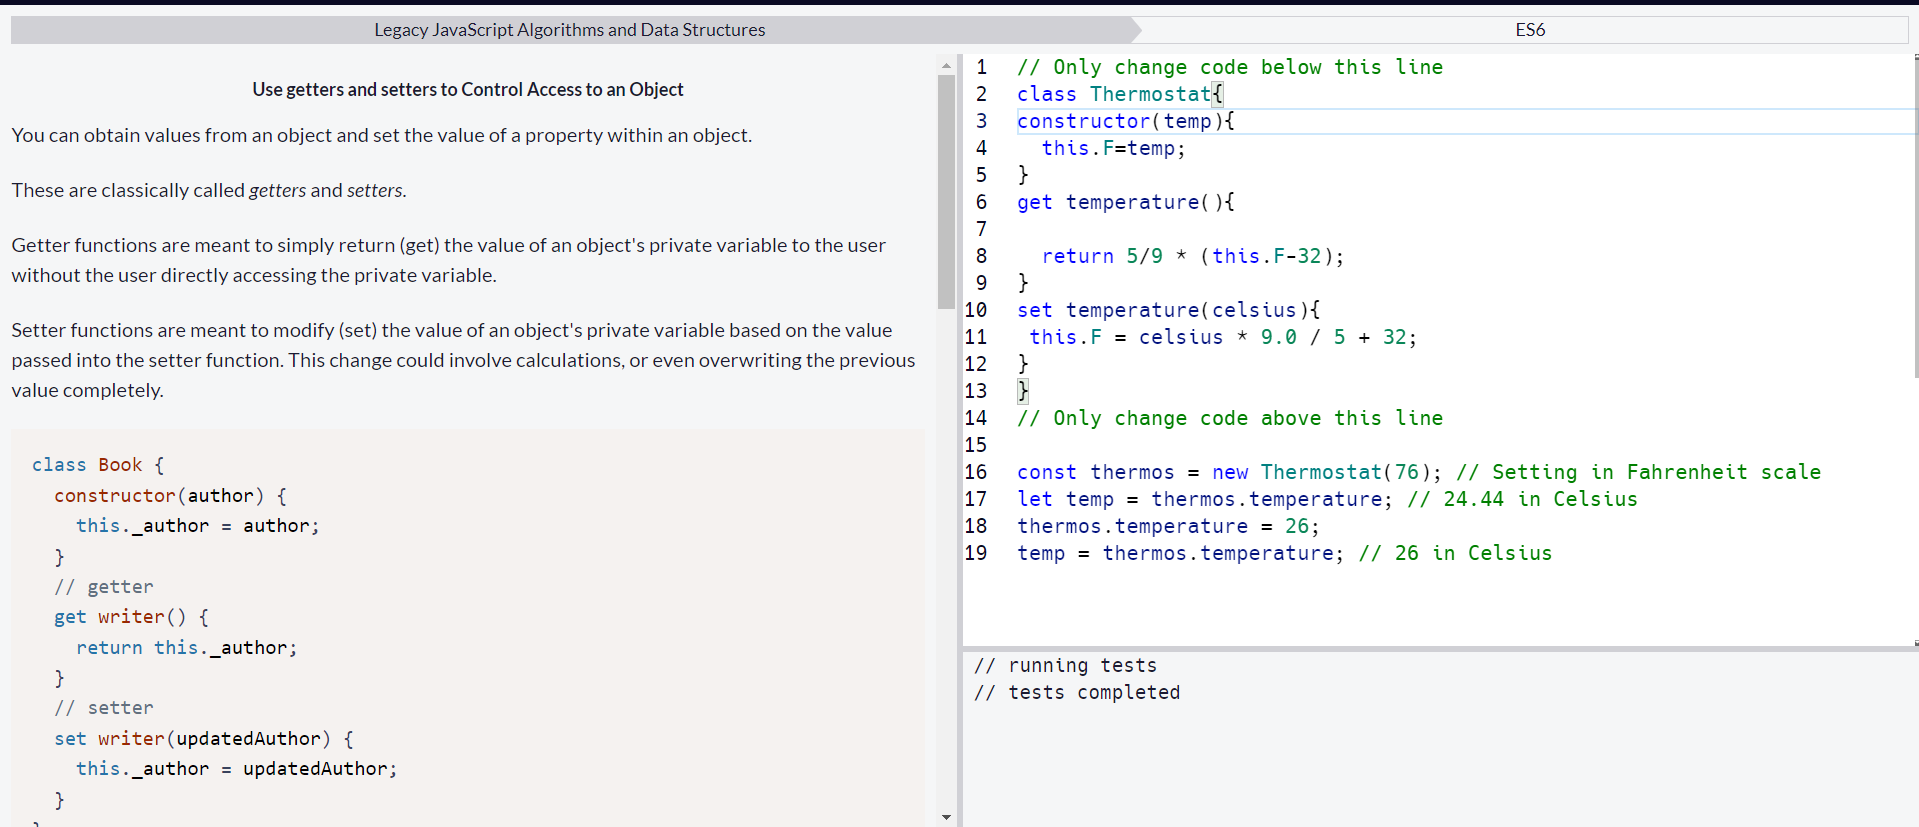 Legacy JavaScript Algorithms and Data Structures
ES6
Use getters and setters to Control Access to an Object
You can obtain values from an object and set the value of a property within an object.
These are classically called getters and setters.
Getter functions are meant to simply return (get) the value of an object's private variable to the user
without the user directly accessing the private variable.
Setter functions are meant to modify (set) the value of an object's private variable based on the value
passed into the setter function. This change could involve calculations, or even overwriting the previous
value completely.
class Book {
  constructor(author) {
    this._author = author;
  }
  // getter
  get writer() {
    return this._author;
  }
  // setter
  set writer(updatedAuthor) {
    this._author = updatedAuthor;
  }
1 // Only change code below this line
2 class Thermostat{
3 constructor(temp){
4   this.F=temp;
5 }
6 get temperature(){
7
8   return 5/9 * (this.F-32);
9 }
10 set temperature(celsius){
11  this.F = celsius * 9.0 / 5 + 32;
12 }
13 }
14 // Only change code above this line
15
16 const thermos = new Thermostat(76); // Setting in Fahrenheit scale
17 let temp = thermos.temperature; // 24.44 in Celsius
18 thermos.temperature = 26;
19 temp = thermos.temperature; // 26 in Celsius
// running tests
// tests completed